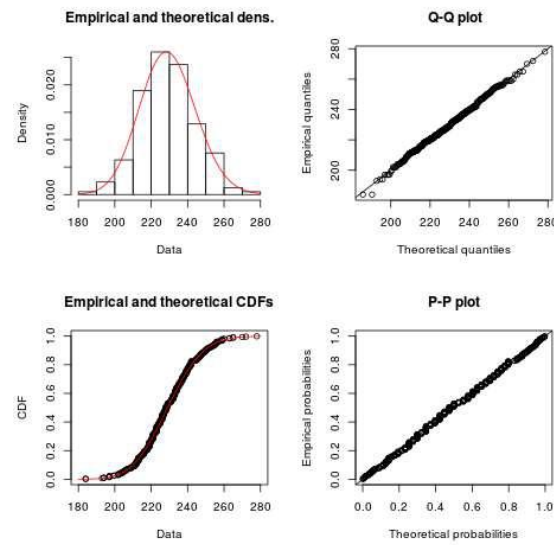 Empirical and theoretical dens.
Density
0.000 0.010 0.020
180 200 220 240 260 280
Data
Q-Q plot
Empirical quantiles
200 240 280
200 220 240 260 280
Theoretical quantiles
Empirical and theoretical CDFs
CDF
0.0 0.2 0.4 0.6 0.8 1.0
180 200 220 240 260 280
Data
P-P plot
Empirical probabilities
0.0 0.2 0.4 0.6 0.8 1.0
0.0 0.2 0.4 0.6 0.8 1.0
Theoretical probabilities